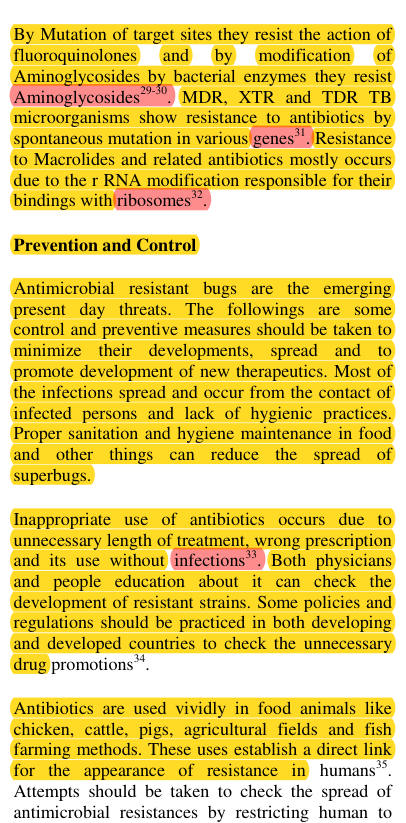 By Mutation of target sites they resist the action of
fluoroquinolones and by modification of
Aminoglycosides by bacterial enzymes they resist
Aminoglycosides29-30. MDR, XTR and TDR TB
microorganisms show resistance to antibiotics by
spontaneous mutation in various genes31. Resistance
to Macrolides and related antibiotics mostly occurs
due to the r RNA modification responsible for their
bindings with ribosomes32.
Prevention and Control
Antimicrobial resistant bugs are the emerging
present day threats. The followings are some
control and preventive measures should be taken to
minimize their developments, spread and to
promote development of new therapeutics. Most of
the infections spread and occur from the contact of
infected persons and lack of hygienic practices.
Proper sanitation and hygiene maintenance in food
and other things can reduce the spread of
superbugs.
Inappropriate use of antibiotics occurs due to
unnecessary length of treatment, wrong prescription
and its use without infections33. Both physicians
and people education about it can check the
development of resistant strains. Some policies and
regulations should be practiced in both developing
and developed countries to check the unnecessary
drug promotions34.
Antibiotics are used vividly in food animals like
chicken, cattle, pigs, agricultural fields and fish
farming methods. These uses establish a direct link
for the appearance of resistance in humans35.
Attempts should be taken to check the spread of
antimicrobial resistances by restricting human to